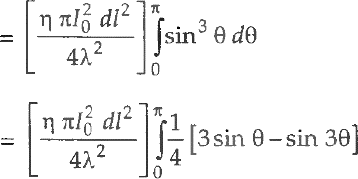 = [ η πI₀² dl² / 4λ² ] ∫₀^π sin³ θ dθ
= [ η πI₀² dl² / 4λ² ] ∫₀^π 1/4 [3 sin θ – sin 3θ]